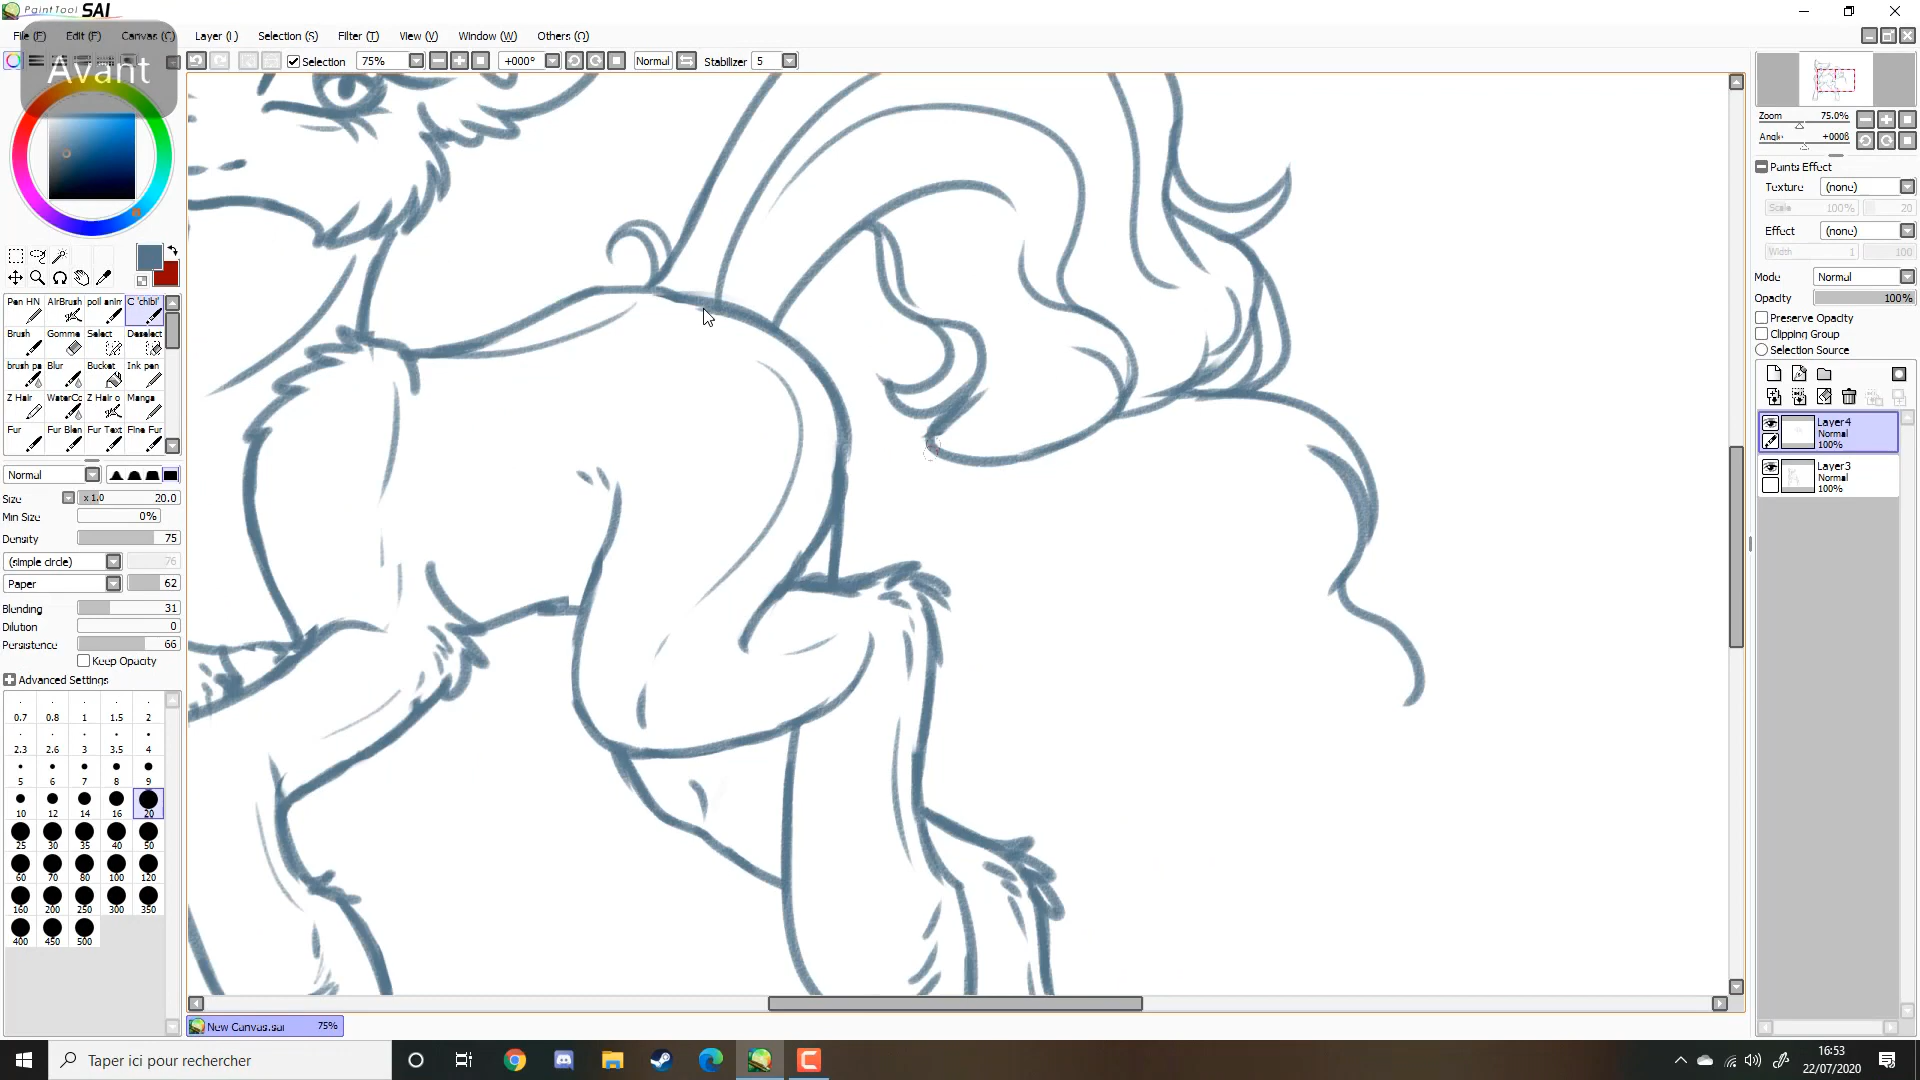 PaintTool SAI
File (F) Edit (E) Canvas (C) Layer (L) Selection (S) Filter (T) View (V) Window (W) Others (O)
Avant
Selection 75% +000° Normal Stabilizer 5
Zoom 75.0%
Angle +000ß
Paints Effect
Texture (none)
Scale 100% 20
Effect (none)
Width 1 100
Mode Normal
Opacity 100%
Preserve Opacity
Clipping Group
Selection Source
Layer4
Normal
100%
Layer3
Normal
100%
Pen HN AirBrush poil anim C 'chibi'
Brush Gomme Select Deselect
brush pa Blur Bucket Ink pen
Z Hair WaterCo Z Hair o Manga
Fur Fur Blen Fur Text Fine Fur
Normal
Size x 1.0 20.0
Min Size 0%
Density 75
(simple circle) 76
Paper 62
Blending 31
Dilution 0
Persistence 66
Keep Opacity
Advanced Settings
0.7 0.8 1 1.5 2
2.3 2.6 3 3.5 4
5 6 7 8 9
10 12 14 16 20
25 30 35 40 50
60 70 80 100 120
160 200 250 300 350
400 450 500
New Canvas.sai 75%
Taper ici pour rechercher
16:53
22/07/2020